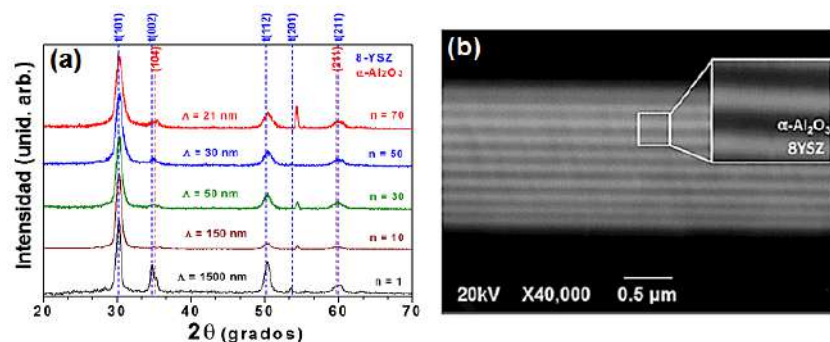 t(101)
t(002)
(104)
t(112)
t(201)
t(211)
(211)
(a)
8-YSZ
α-Al₂O₃
Λ = 21 nm
n = 70
Λ = 30 nm
n = 50
Λ = 50 nm
n = 30
Λ = 150 nm
n = 10
Λ = 1500 nm
n = 1
Intensidad (unid. arb.)
20 30 40 50 60 70
2θ (grados)
(b)
α-Al₂O₃
8YSZ
20kV X40,000 0.5 µm